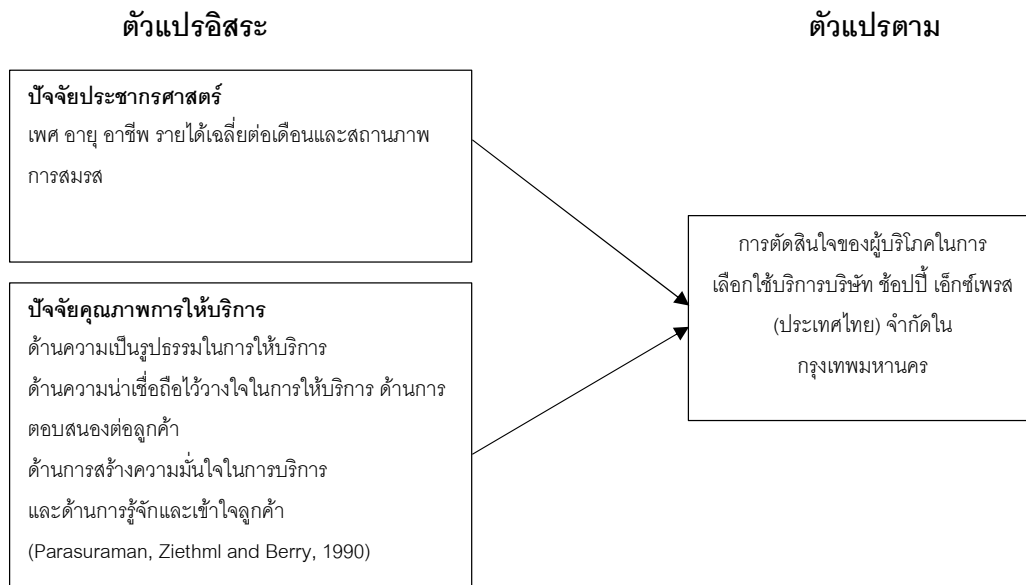 ตัวแปรอิสระ
ตัวแปรตาม
ปัจจัยประชากรศาสตร์
เพศ อายุ อาชีพ รายได้เฉลี่ยต่อเดือนและสถานภาพ
การสมรส
ปัจจัยคุณภาพการให้บริการ
ด้านความเป็นรูปธรรมในการให้บริการ
ด้านความน่าเชื่อถือไว้วางใจในการให้บริการ ด้านการ
ตอบสนองต่อลูกค้า
ด้านการสร้างความมั่นใจในการบริการ
และด้านการรู้จักและเข้าใจลูกค้า
(Parasuraman, Ziethml and Berry, 1990)
การตัดสินใจของผู้บริโภคในการ
เลือกใช้บริการบริษัท ช้อปปี้ เอ็กซ์เพรส
(ประเทศไทย) จำกัดใน
กรุงเทพมหานคร